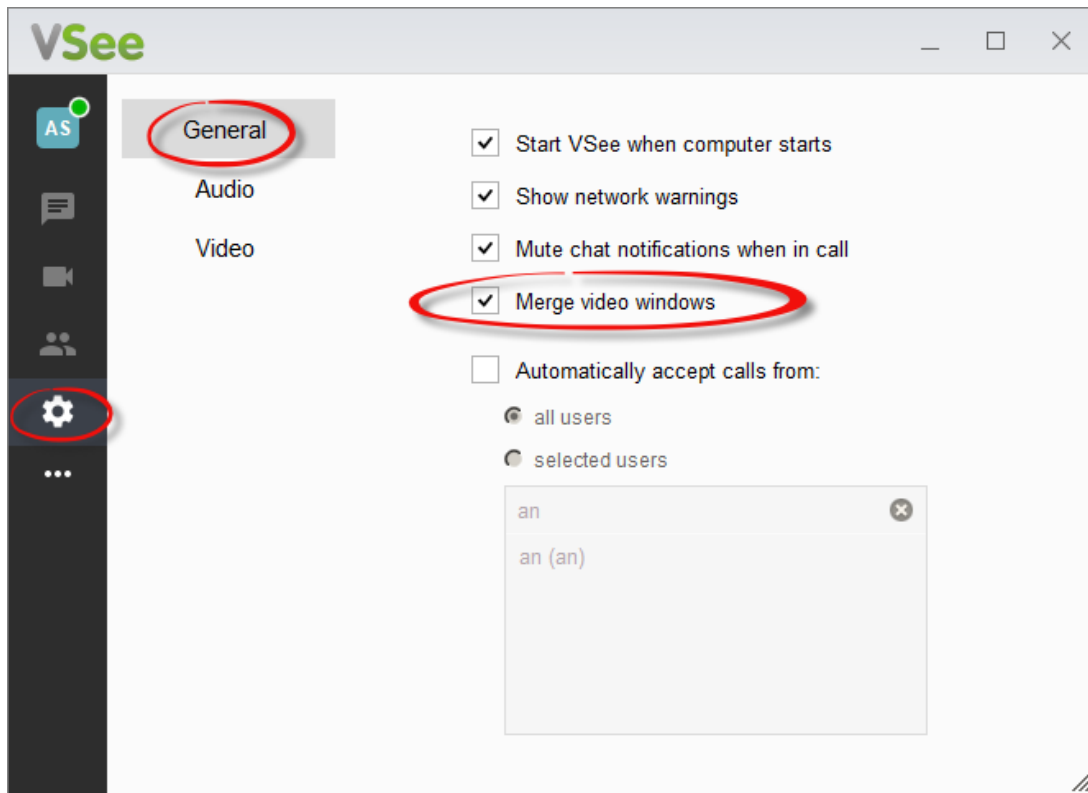 VSee
AS
General
Audio
Video
Start VSee when computer starts
Show network warnings
Mute chat notifications when in call
Merge video windows
Automatically accept calls from:
all users
selected users
an
an (an)